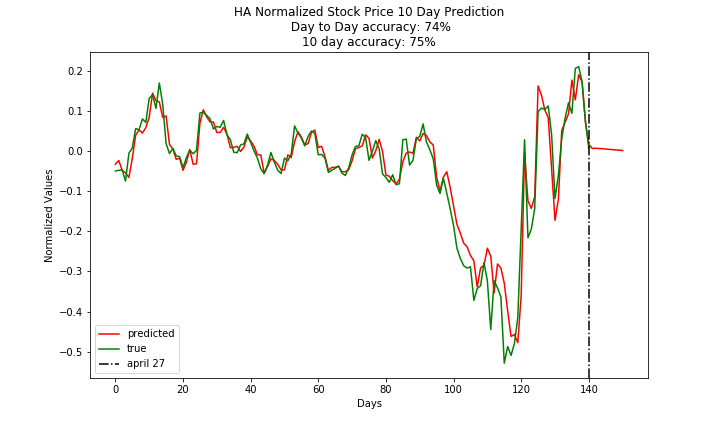 HA Normalized Stock Price 10 Day Prediction
Day to Day accuracy: 74%
10 day accuracy: 75%
Normalized Values
0.2
0.1
0.0
−0.1
−0.2
−0.3
−0.4
−0.5
predicted
true
april 27
0 20 40 60 80 100 120 140
Days